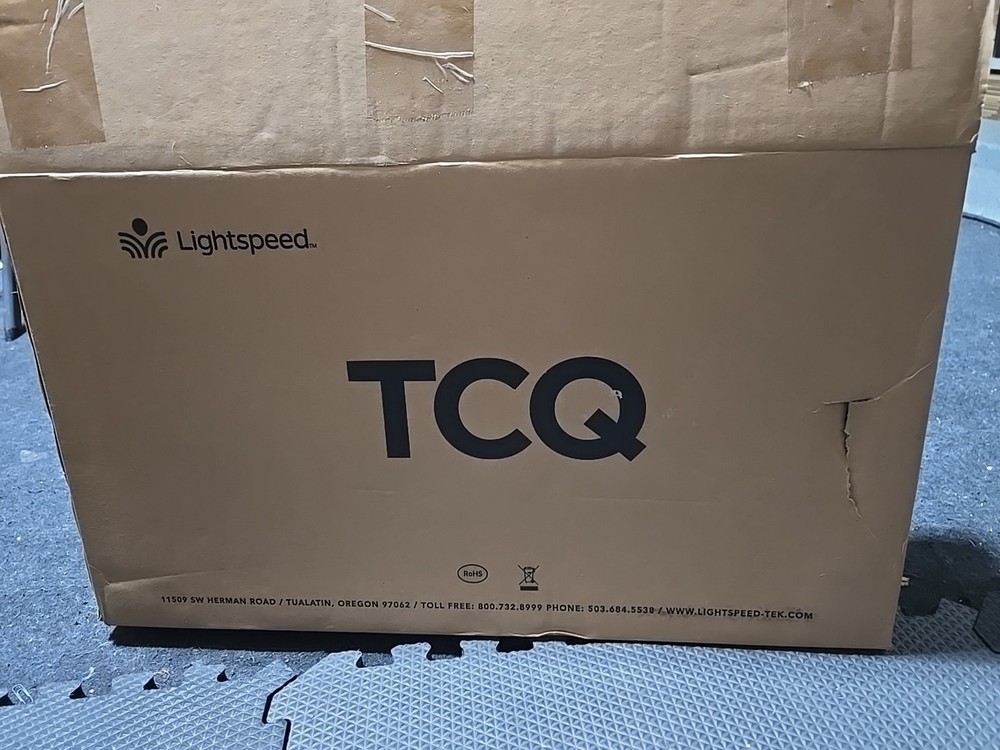 Lightspeed™
TCQ
RoHS
11509 SW HERMAN ROAD / TUALATIN, OREGON 97062 / TOLL FREE: 800.732.8999 PHONE: 503.684.5538 / WWW.LIGHTSPEED-TEK.COM